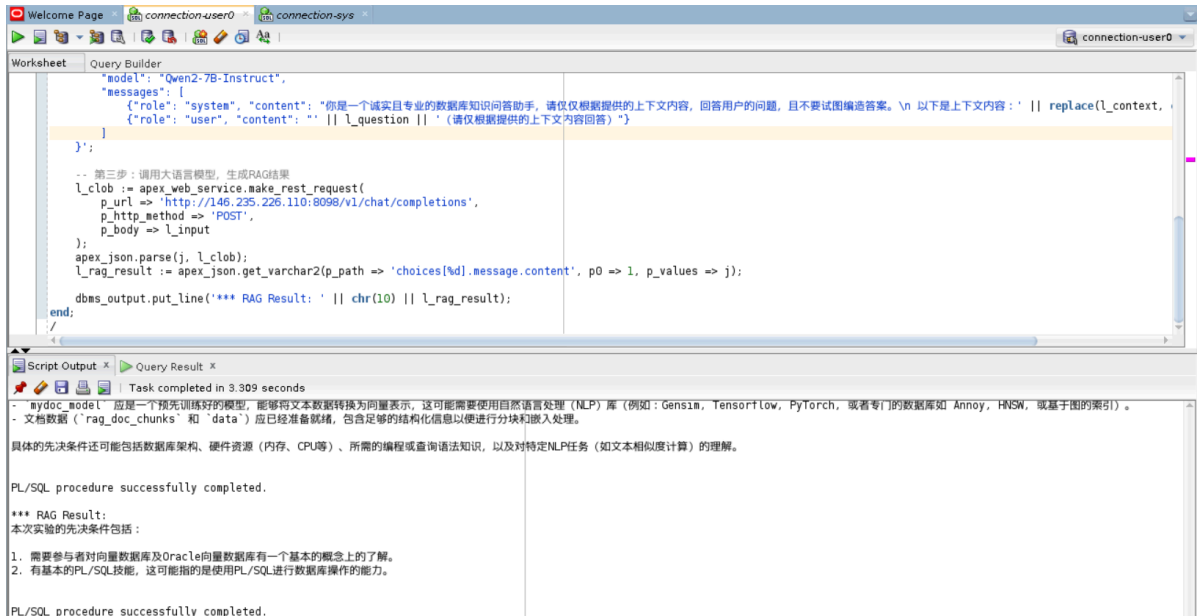 Welcome Page × connection-user0 × connection-sys ×
connection-user0
Worksheet Query Builder
"model": "Qwen2-7B-Instruct",
"messages": [
{"role": "system", "content": "你是一个诚实且专业的数据库知识问答助手，请仅仅根据提供的上下文内容，回答用户的问题，且不要试图编造答案。\n 以下是上下文内容：' || replace(l_context,
{"role": "user", "content": "' || l_question || '（请仅根据提供的上下文内容回答）"}
]
}';
-- 第三步：调用大语言模型，生成RAG结果
l_clob := apex_web_service.make_rest_request(
p_url => 'http://146.235.226.110:8098/v1/chat/completions',
p_http_method => 'POST',
p_body => l_input
);
apex_json.parse(j, l_clob);
l_rag_result := apex_json.get_varchar2(p_path => 'choices[%d].message.content', p0 => 1, p_values => j);
dbms_output.put_line('*** RAG Result: ' || chr(10) || l_rag_result);
end;
/
Script Output × Query Result ×
Task completed in 3.309 seconds
- `mydoc_model` 应是一个预先训练好的模型，能够将文本数据转换为向量表示，这可能需要使用自然语言处理（NLP）库（例如：Gensim, Tensorflow, PyTorch, 或者专门的数据库如 Annoy, HNSW, 或基于图的索引）。
- 文档数据（`rag_doc_chunks` 和 `data`）应已经准备就绪，包含足够的结构化信息以便进行分块和嵌入处理。
具体的先决条件还可能包括数据库架构、硬件资源（内存、CPU等）、所需的编程或查询语法知识，以及对特定NLP任务（如文本相似度计算）的理解。
PL/SQL procedure successfully completed.
*** RAG Result:
本次实验的先决条件包括：
1. 需要参与者对向量数据库及Oracle向量数据库有一个基本的概念上的了解。
2. 有基本的PL/SQL技能，这可能指的是使用PL/SQL进行数据库操作的能力。
PL/SQL procedure successfully completed.